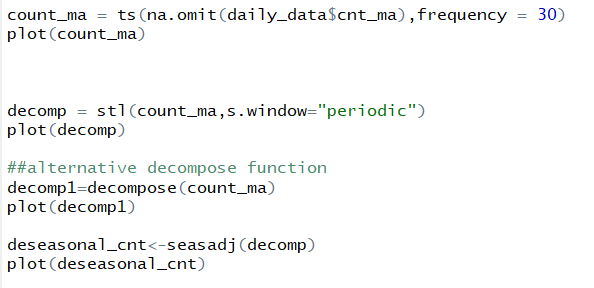 count_ma = ts(na.omit(daily_data$cnt_ma),frequency = 30)
plot(count_ma)
decomp = stl(count_ma,s.window="periodic")
plot(decomp)
##alternative decompose function
decomp1=decompose(count_ma)
plot(decomp1)
deseasonal_cnt<-seasadj(decomp)
plot(deseasonal_cnt)